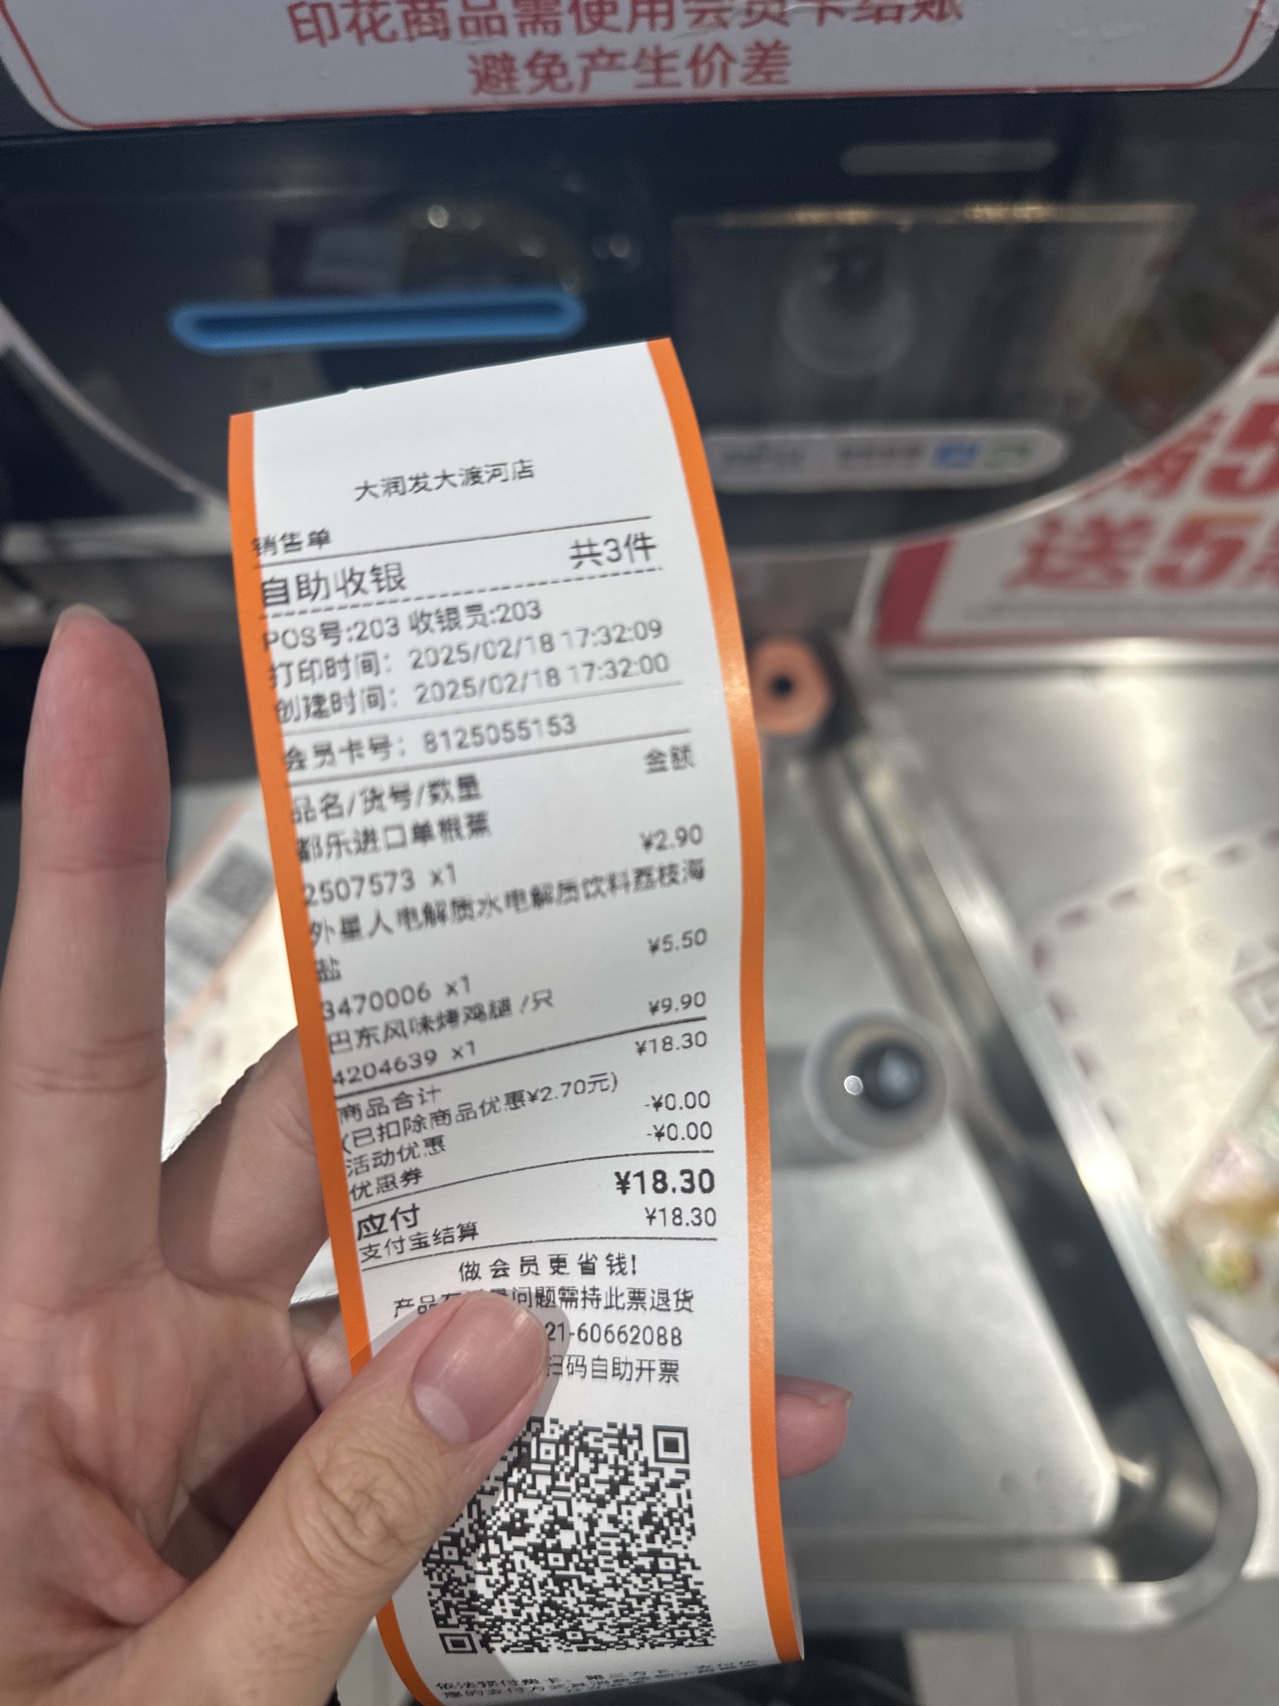 印花商品需使用会员卡结账
避免产生价差
满5
送5
大润发大渡河店
销售单
自助收银 共3件
POS号:203 收银员:203
打印时间: 2025/02/18 17:32:09
创建时间: 2025/02/18 17:32:00
会员卡号: 8125055153
品名/货号/数量 金额
都乐进口单根蕉
2507573 x1 ¥2.90
外星人电解质水电解质饮料荔枝海
盐
3470006 x1 ¥5.50
巴东风味烤鸡腿/只
4204639 x1 ¥9.90
商品合计 ¥18.30
(已扣除商品优惠¥2.70元)
活动优惠 -¥0.00
优惠券 -¥0.00
应付 ¥18.30
支付宝结算 ¥18.30
做会员更省钱!
产品 问题需持此票退货
21-60662088
扫码自助开票